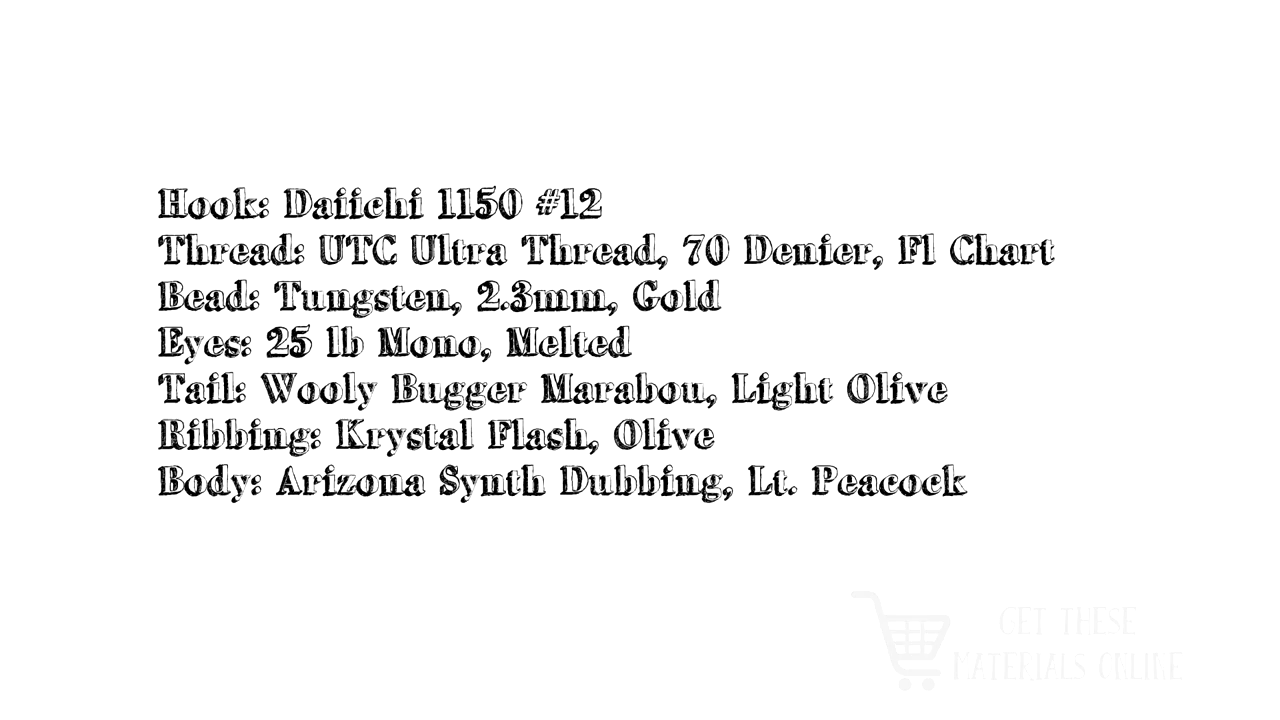 Hook: Daiichi 1150 #12
Thread: UTC Ultra Thread, 70 Denier, Fl Chart
Bead: Tungsten, 2.3mm, Gold
Eyes: 25 lb Mono, Melted
Tail: Wooly Bugger Marabou, Light Olive
Ribbing: Krystal Flash, Olive
Body: Arizona Synth Dubbing, Lt. Peacock
GET THESE
MATERIALS ONLINE